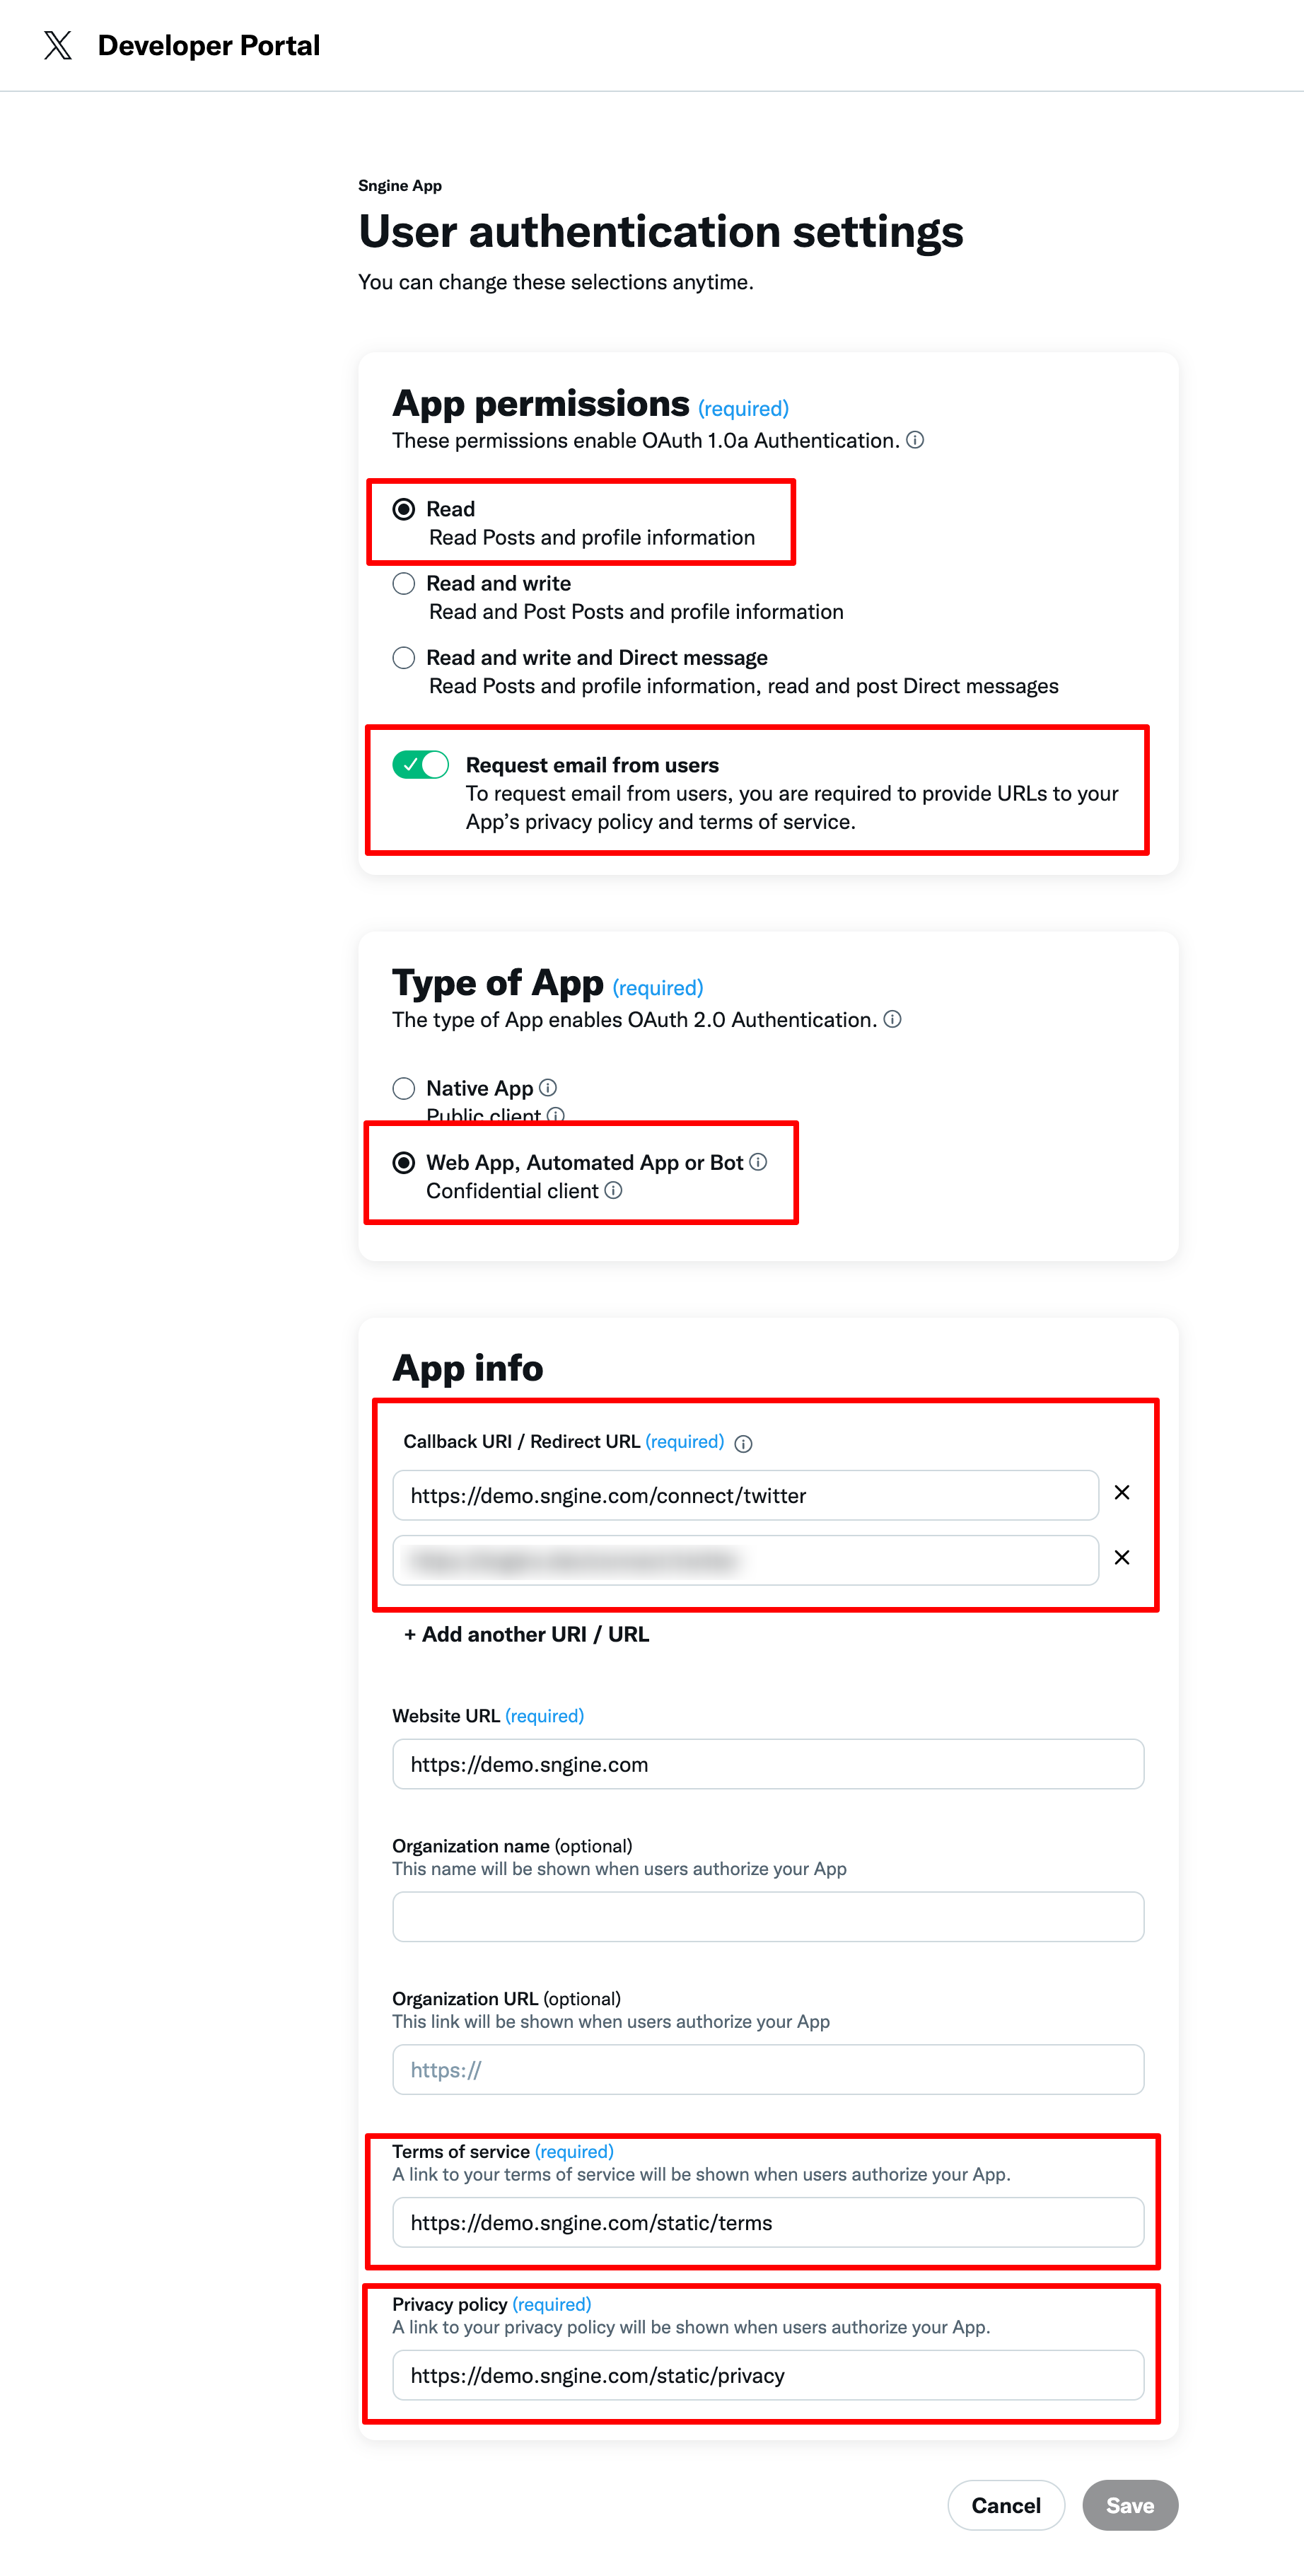 Developer Portal
Sngine App
User authentication settings
You can change these selections anytime.
App permissions (required)
These permissions enable OAuth 1.0a Authentication.
Read
Read Posts and profile information
Read and write
Read and Post Posts and profile information
Read and write and Direct message
Read Posts and profile information, read and post Direct messages
Request email from users
To request email from users, you are required to provide URLs to your
App’s privacy policy and terms of service.
Type of App (required)
The type of App enables OAuth 2.0 Authentication.
Native App
Public client
Web App, Automated App or Bot
Confidential client
App info
Callback URI / Redirect URL (required)
https://demo.sngine.com/connect/twitter
+ Add another URI / URL
Website URL (required)
https://demo.sngine.com
Organization name (optional)
This name will be shown when users authorize your App
Organization URL (optional)
This link will be shown when users authorize your App
https://
Terms of service (required)
A link to your terms of service will be shown when users authorize your App.
https://demo.sngine.com/static/terms
Privacy policy (required)
A link to your privacy policy will be shown when users authorize your App.
https://demo.sngine.com/static/privacy
Cancel
Save